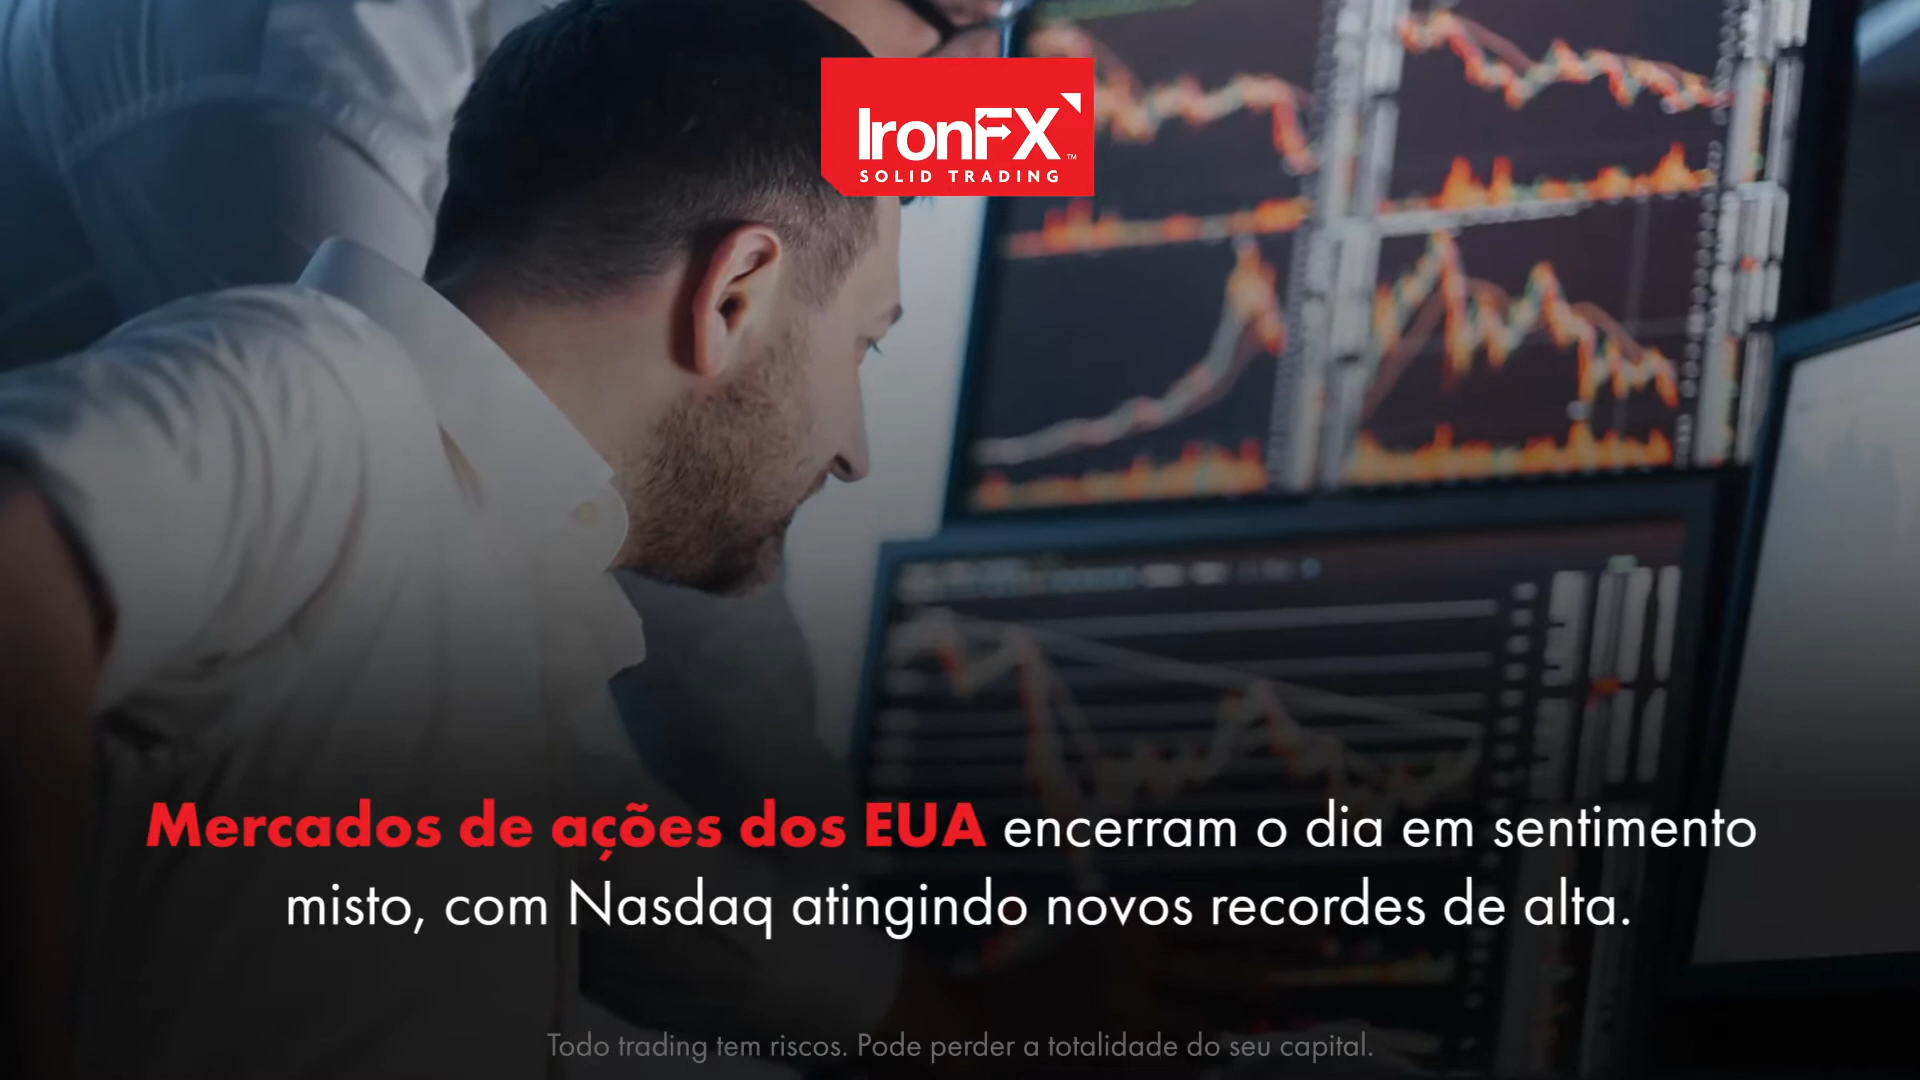 IronFX
™
SOLID TRADING
Mercados de ações dos EUA encerram o dia em sentimento
misto, com Nasdaq atingindo novos recordes de alta.
Todo trading tem riscos. Pode perder a totalidade do seu capital.